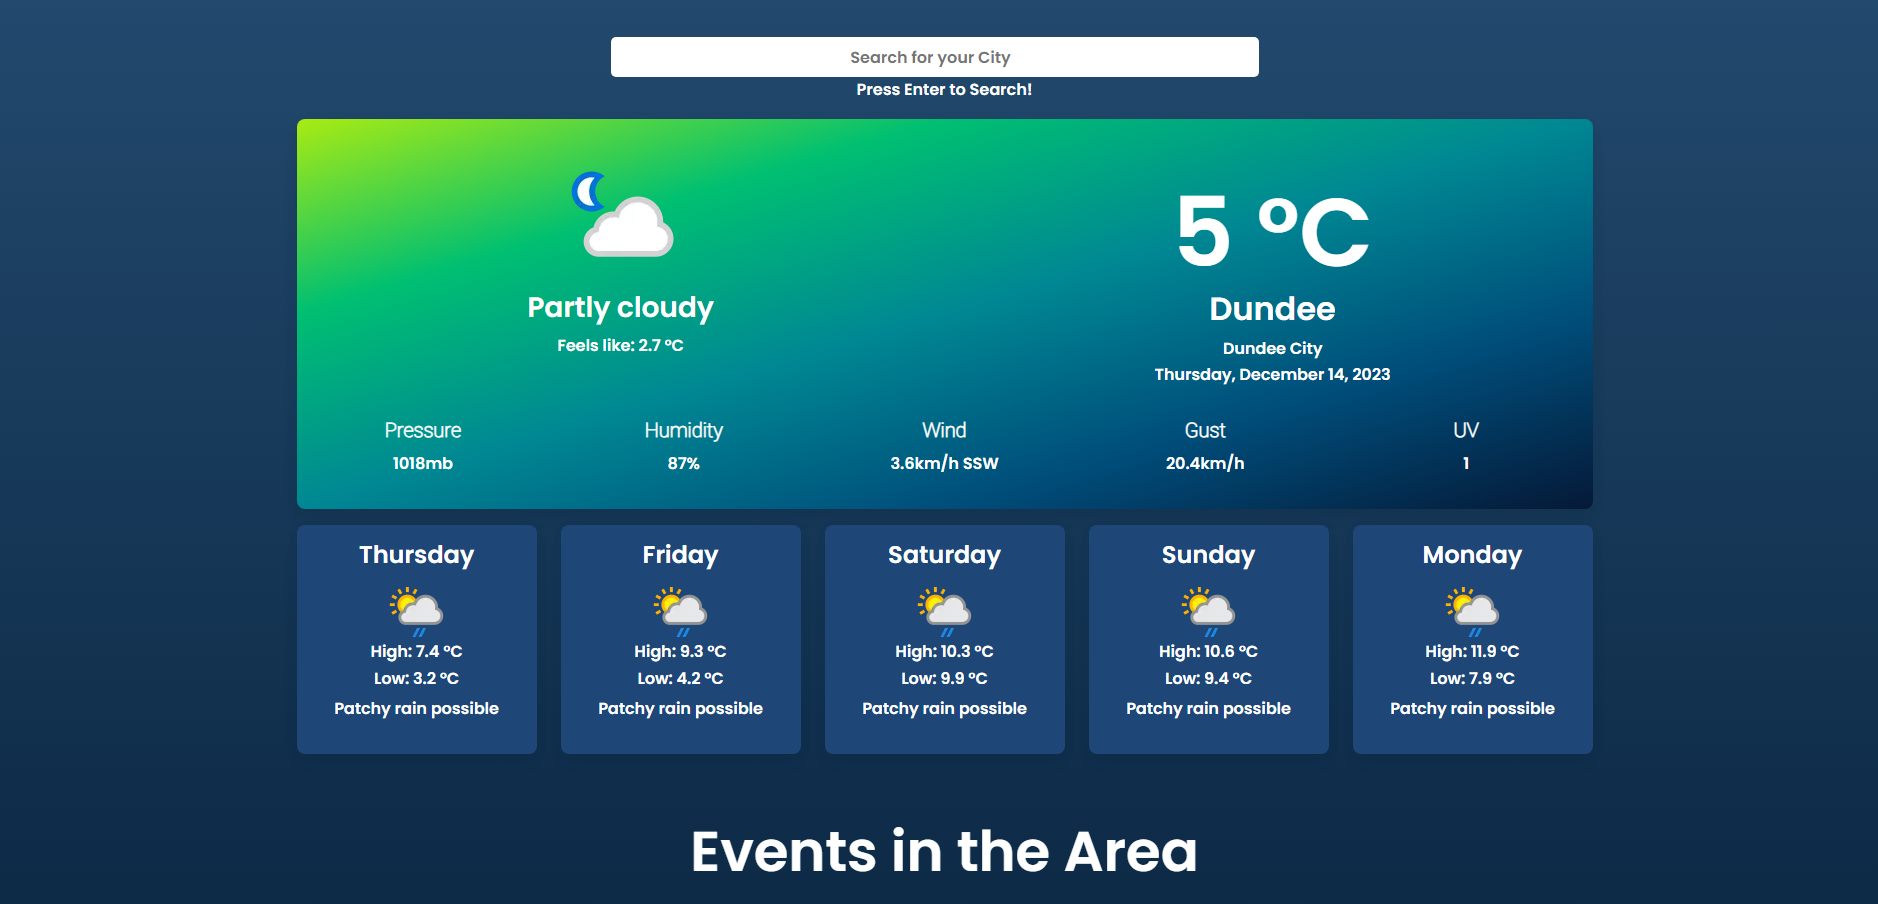 Search for your City
Press Enter to Search!
5 °C
Partly cloudy
Dundee
Feels like: 2.7 °C
Dundee City
Thursday, December 14, 2023
Pressure
Humidity
Wind
Gust
UV
1018mb
87%
3.6km/h SSW
20.4km/h
1
Thursday
High: 7.4 °C
Low: 3.2 °C
Patchy rain possible
Friday
High: 9.3 °C
Low: 4.2 °C
Patchy rain possible
Saturday
High: 10.3 °C
Low: 9.9 °C
Patchy rain possible
Sunday
High: 10.6 °C
Low: 9.4 °C
Patchy rain possible
Monday
High: 11.9 °C
Low: 7.9 °C
Patchy rain possible
Events in the Area